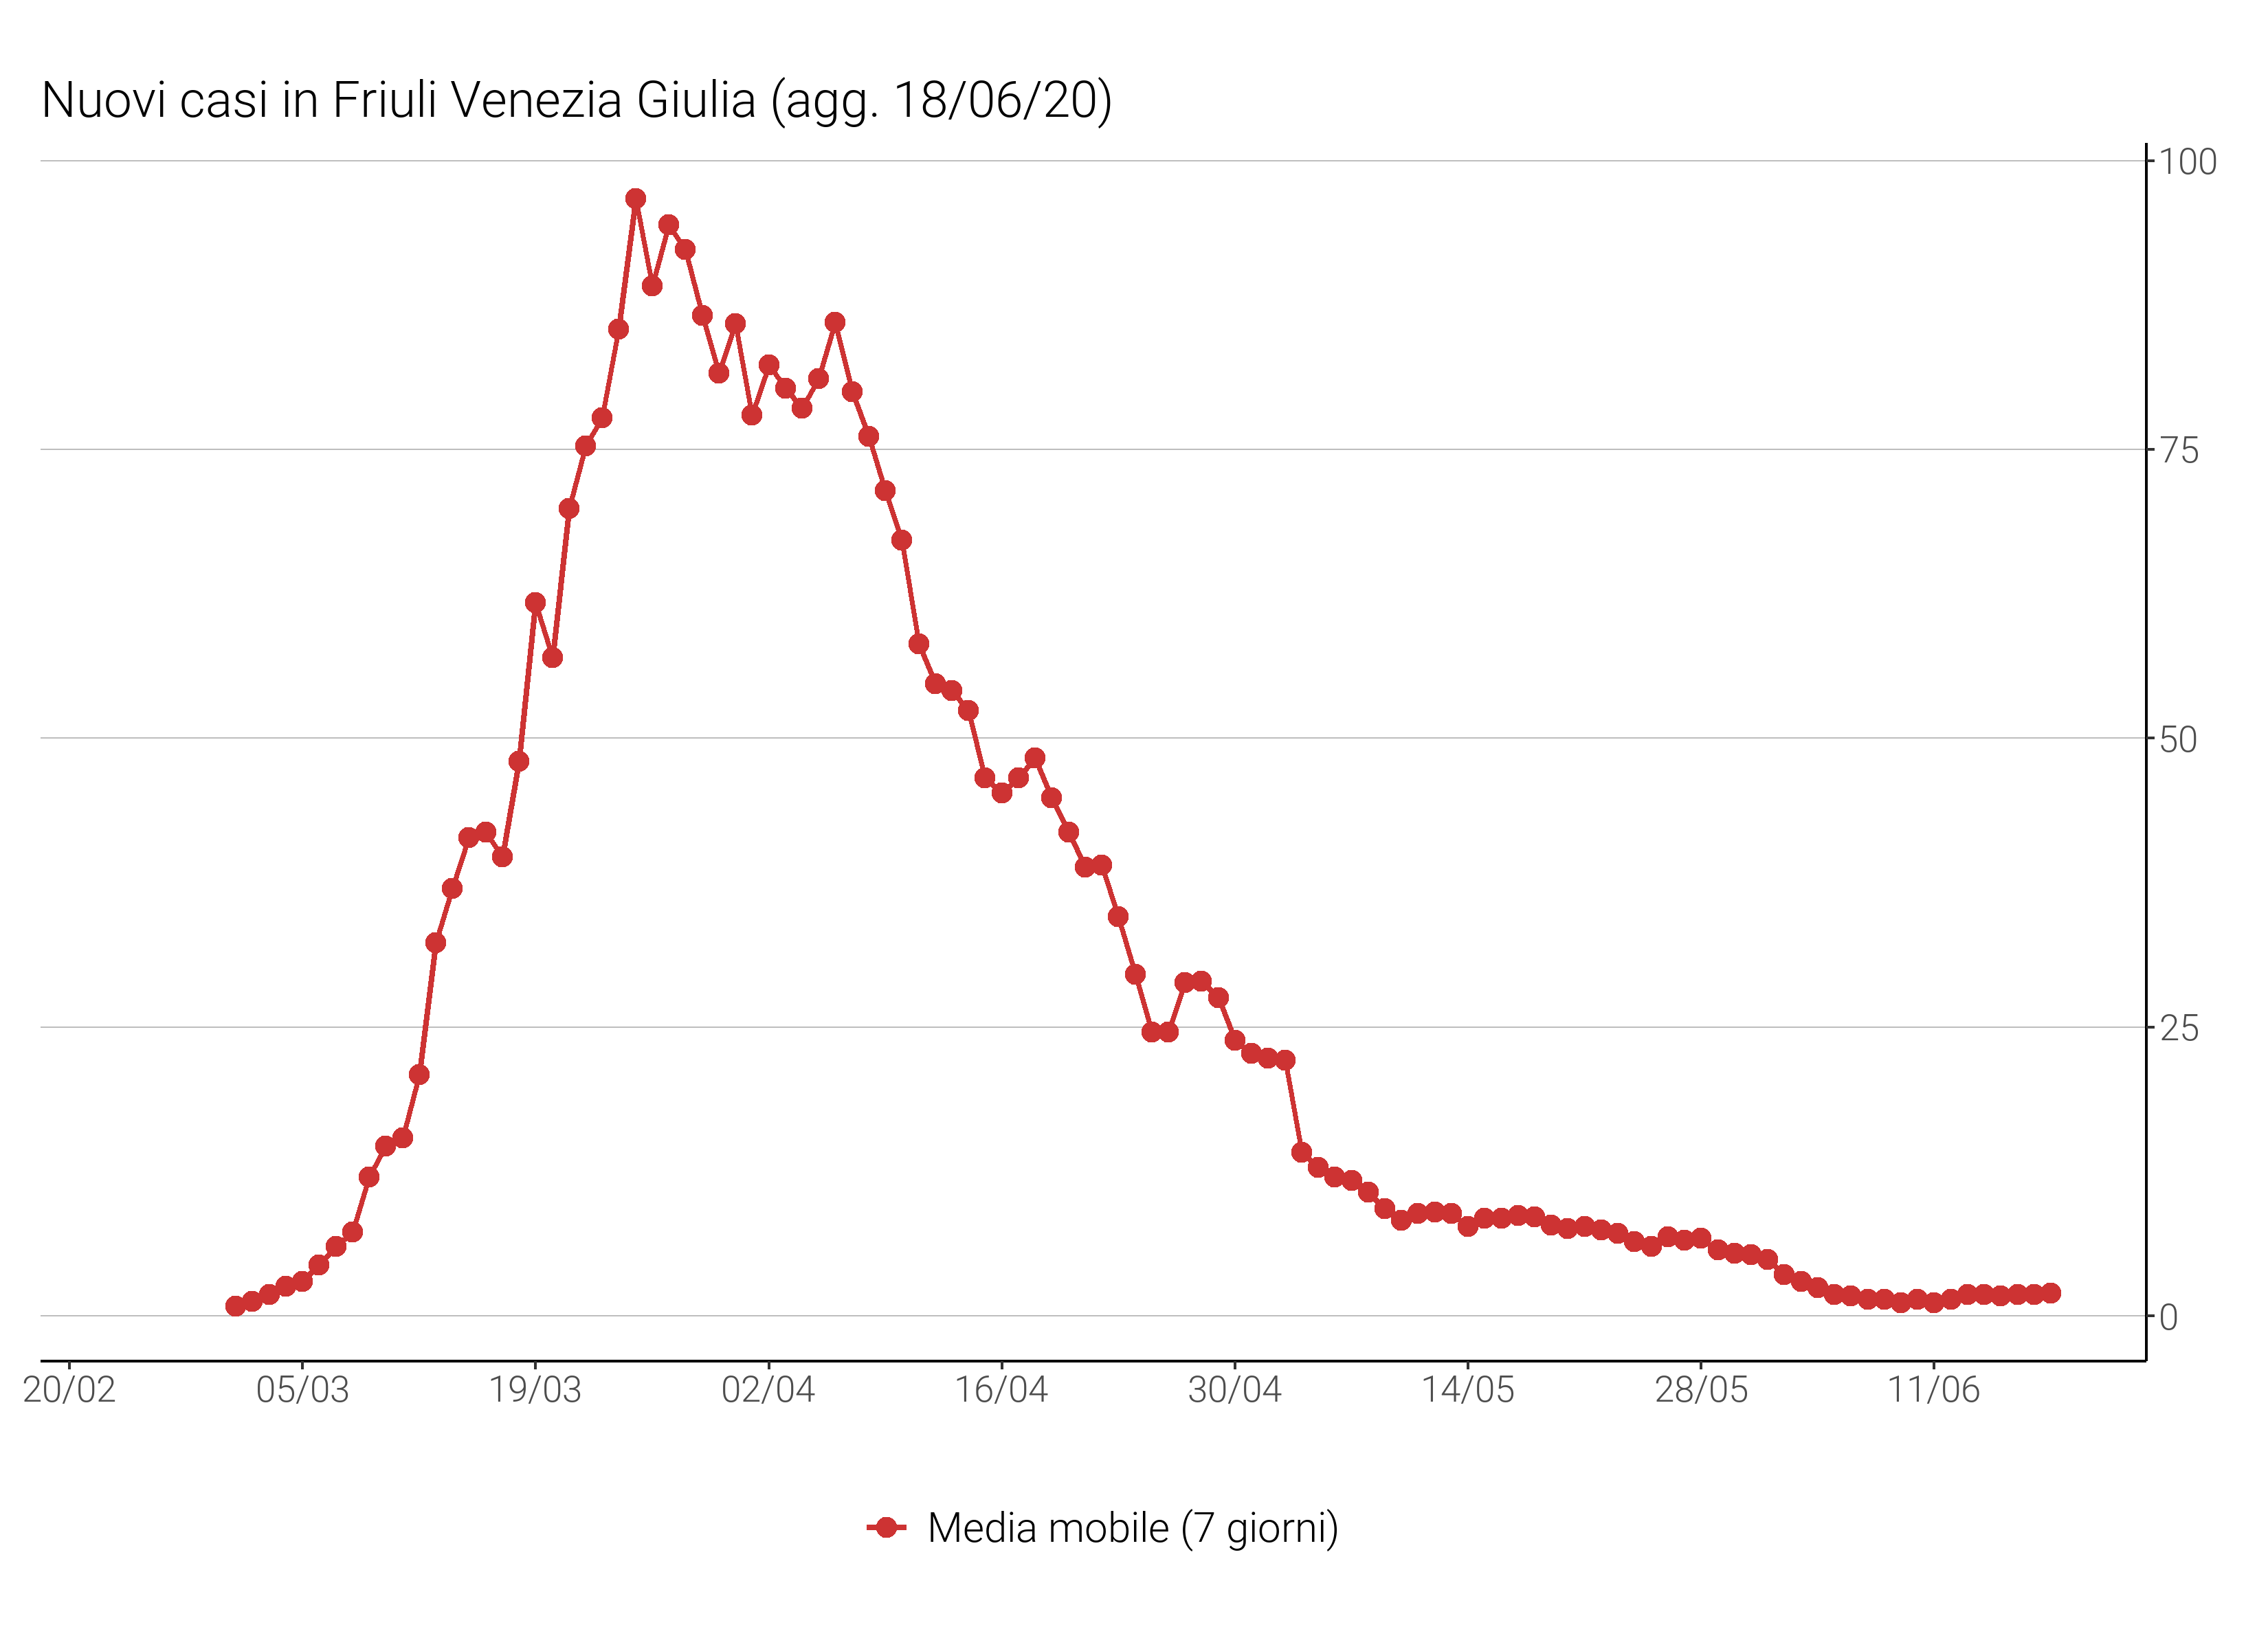 Nuovi casi in Friuli Venezia Giulia (agg. 18/06/20)
100
75
50
25
0
20/02 05/03 19/03 02/04 16/04 30/04 14/05 28/05 11/06
Media mobile (7 giorni)